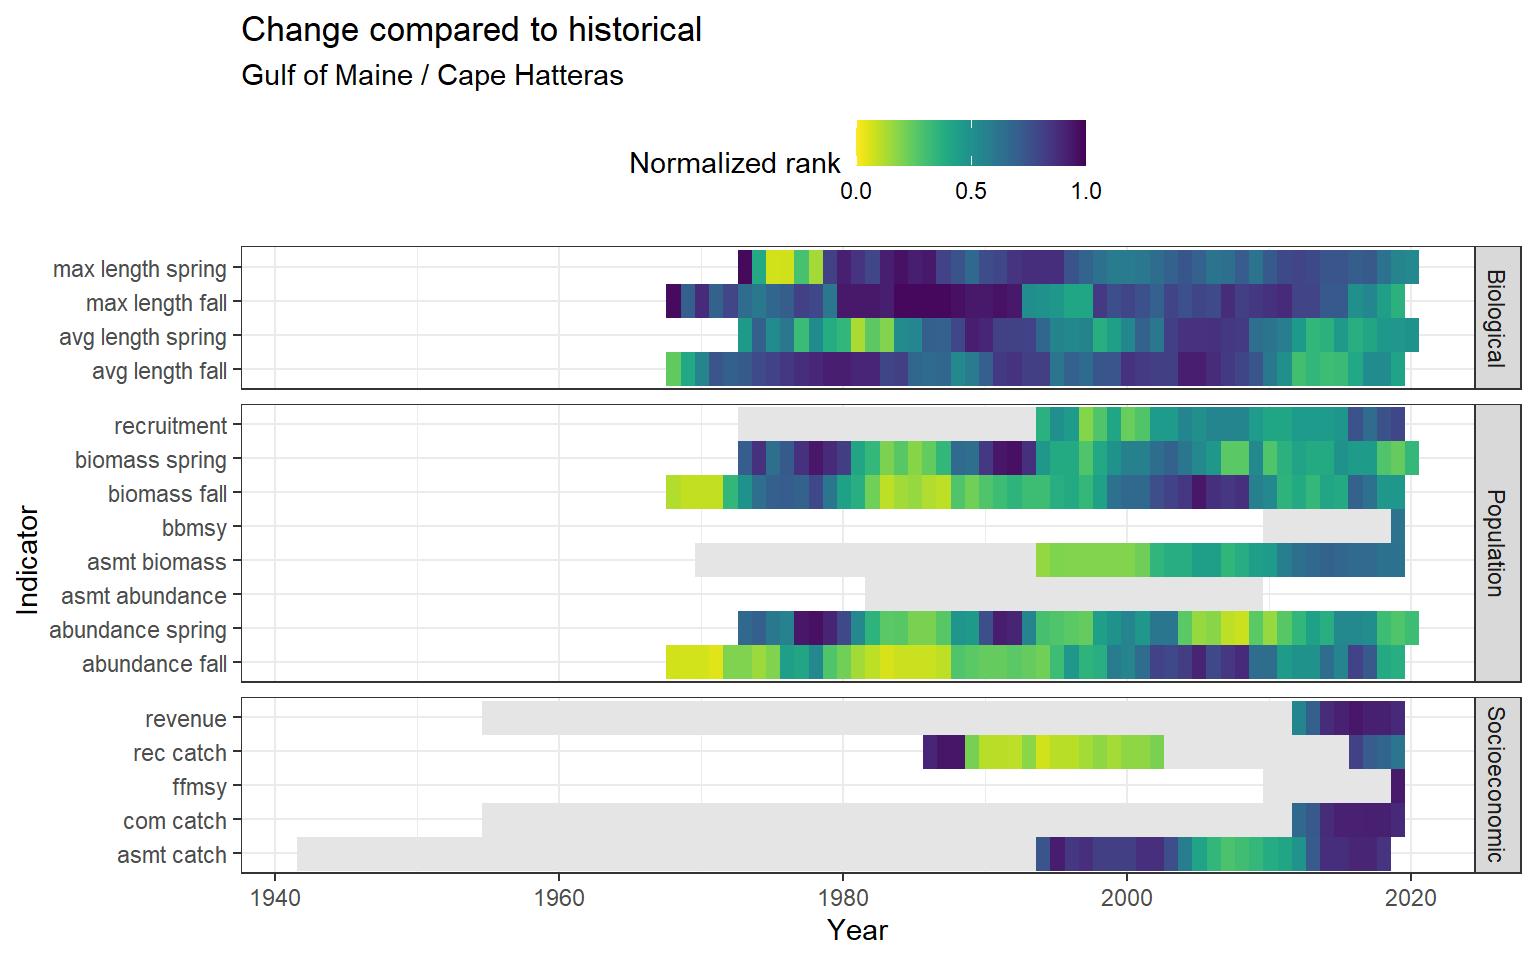 Change compared to historical
Gulf of Maine / Cape Hatteras
Normalized rank
0.0 0.5 1.0
max length spring
max length fall
avg length spring
avg length fall
Biological
recruitment
biomass spring
biomass fall
bbmsy
asmt biomass
asmt abundance
abundance spring
abundance fall
Population
revenue
rec catch
ffmsy
com catch
asmt catch
Socioeconomic
Indicator
1940 1960 1980 2000 2020
Year